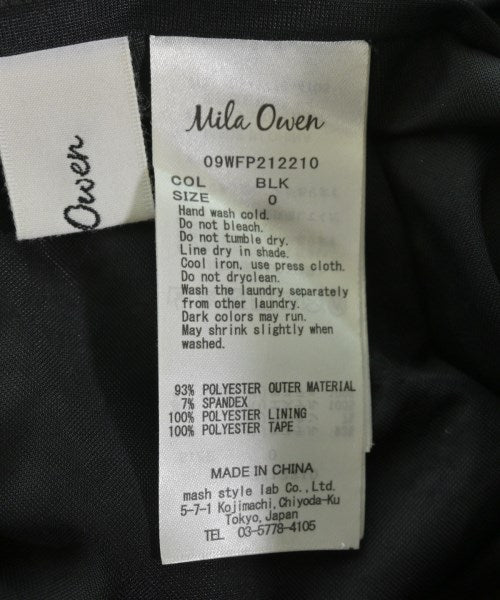 Owen
Mila Owen
09WFP212210
COL BLK
SIZE 0
Hand wash cold.
Do not bleach.
Do not tumble dry.
Line dry in shade.
Cool iron, use press cloth.
Do not dryclean.
Wash the laundry separately
from other laundry.
Dark colors may run.
May shrink slightly when
washed.
93% POLYESTER OUTER MATERIAL
7% SPANDEX
100% POLYESTER LINING
100% POLYESTER TAPE
MADE IN CHINA
mash style lab Co.,Ltd.
5-7-1 Kojimachi,Chiyoda-Ku
Tokyo,Japan
TEL 03-5778-4105